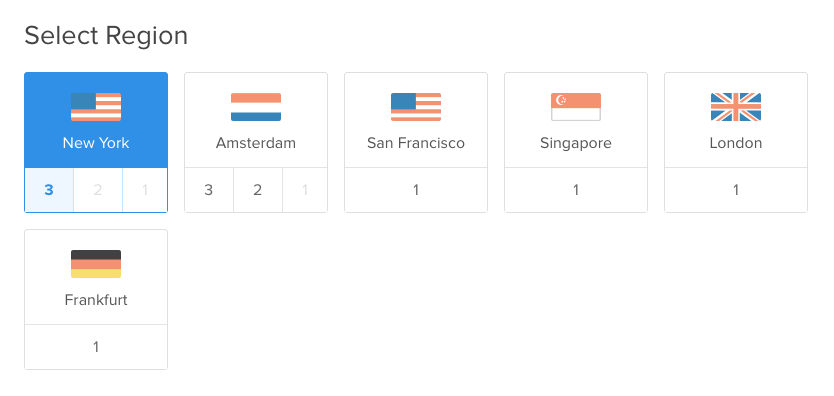 Select Region
New York Amsterdam San Francisco Singapore London
3 2 1 3 2 1 1 1 1
Frankfurt
1